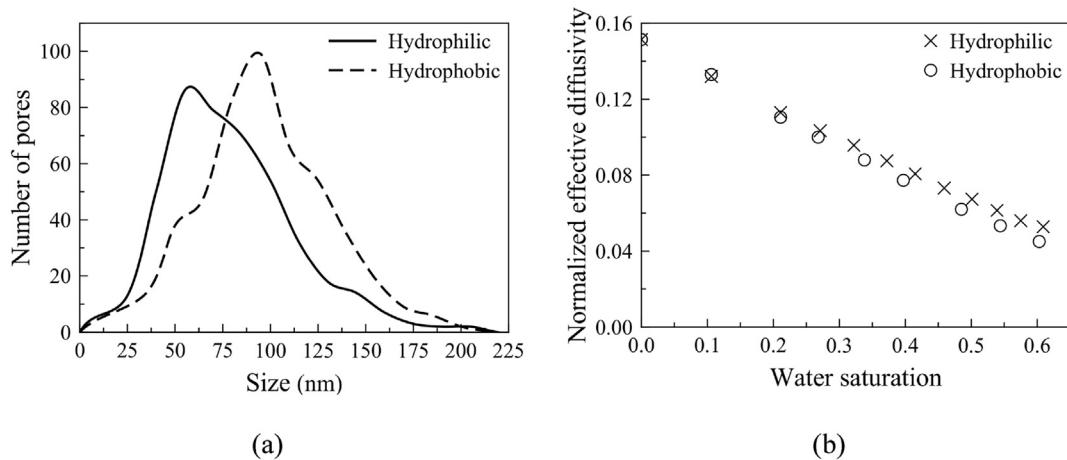 Number of pores
100
80
60
40
20
0
0 25 50 75 100 125 150 175 200 225
Size (nm)
Hydrophilic
Hydrophobic
(a)
Normalized effective diffusivity
0.16
0.12
0.08
0.04
0.00
0.0 0.1 0.2 0.3 0.4 0.5 0.6
Water saturation
Hydrophilic
Hydrophobic
(b)